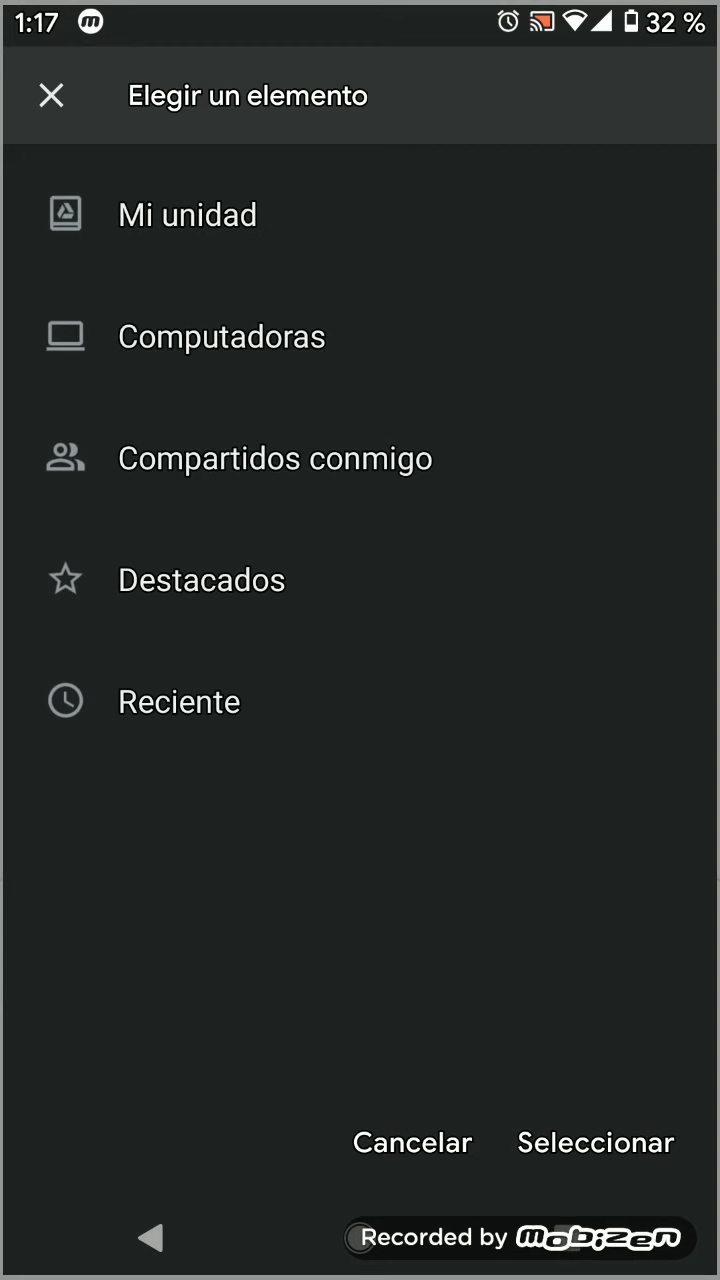 1:17 m 32 %
Elegir un elemento
Mi unidad
Computadoras
Compartidos conmigo
Destacados
Reciente
Cancelar Seleccionar
Recorded by mobizen